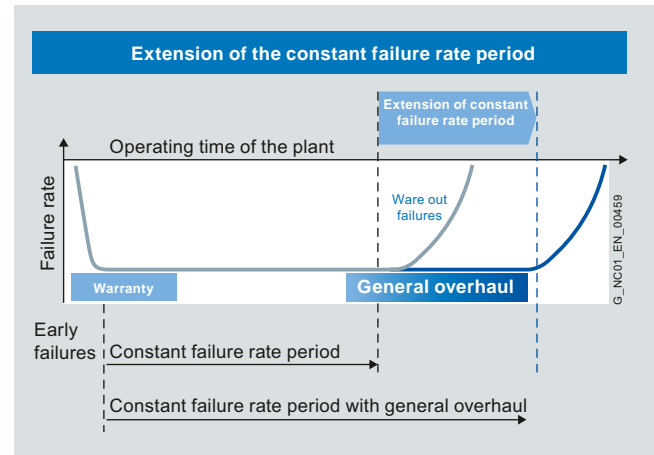 Extension of the constant failure rate period
Extension of constant
failure rate period
Operating time of the plant
Failure rate
Ware out
failures
G_NC01_EN_00459
Warranty
General overhaul
Early
failures
Constant failure rate period
Constant failure rate period with general overhaul